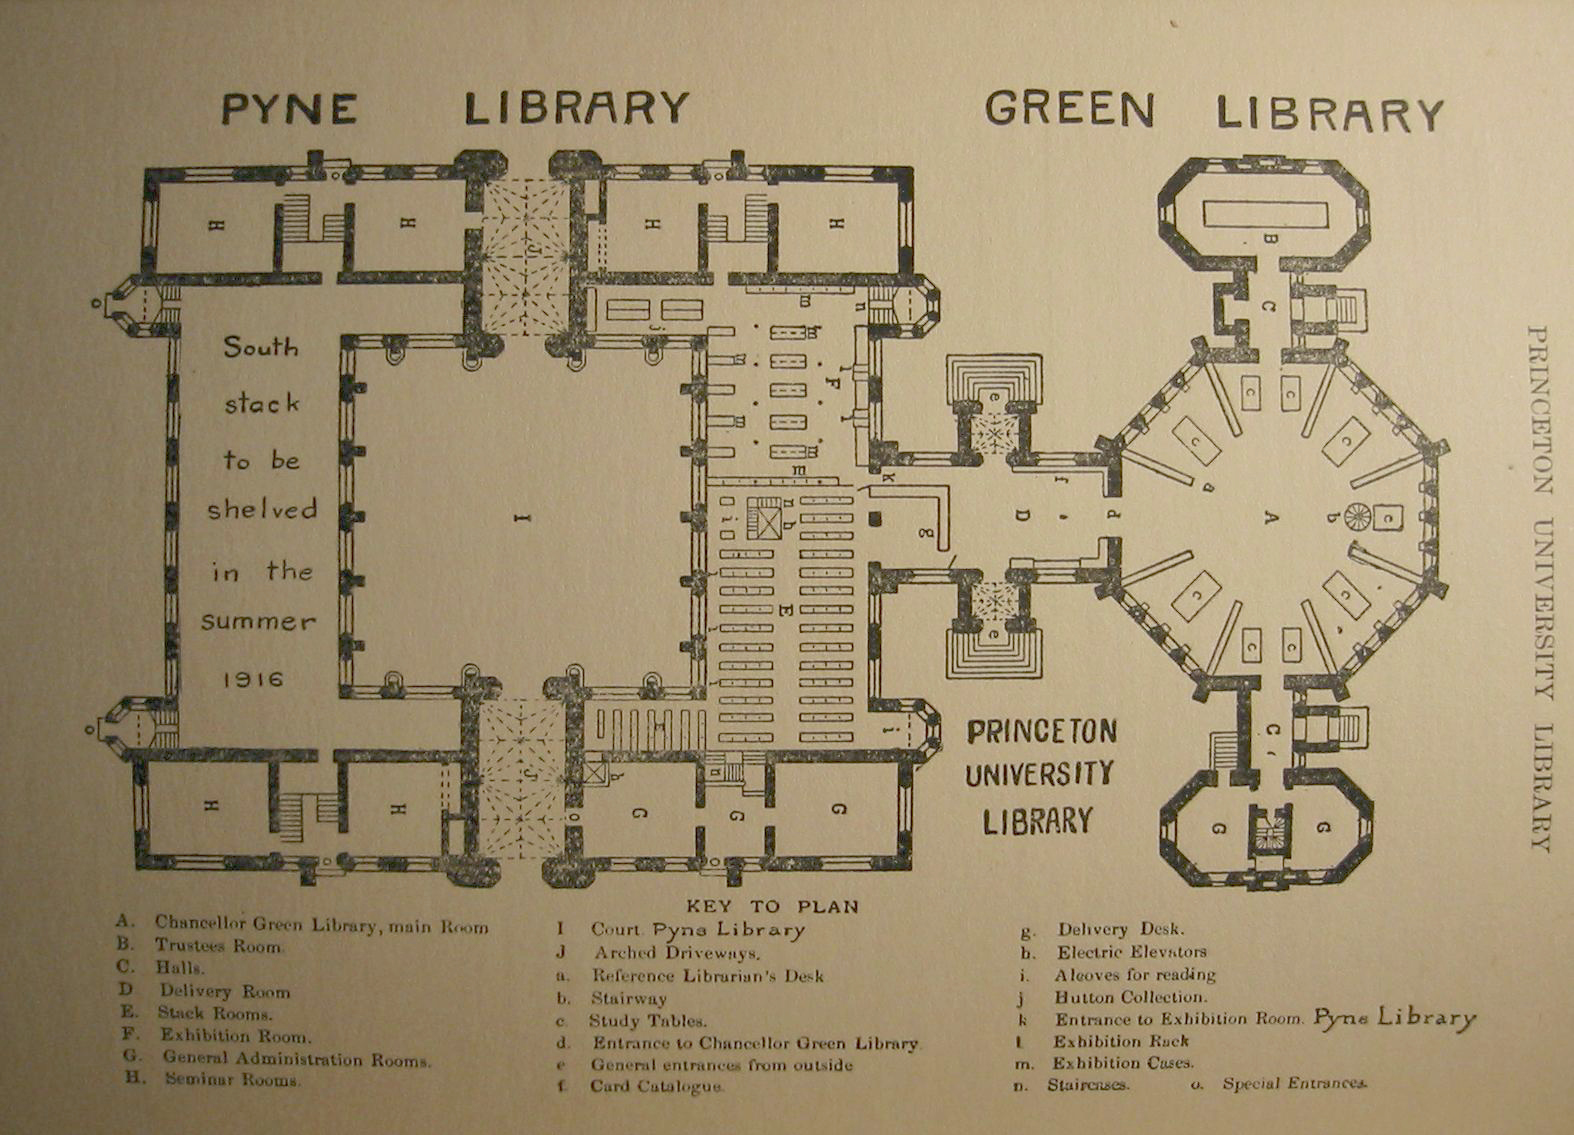 PYNE LIBRARY
GREEN LIBRARY
South
stack
to be
shelved
in the
summer
1916
PRINCETON
UNIVERSITY
LIBRARY
PRINCETON UNIVERSITY LIBRARY
KEY TO PLAN
A. Chancellor Green Library, main Room
B. Trustees Room.
C. Halls.
D Delivery Room
E. Stack Rooms.
F. Exhibition Room.
G. General Administration Rooms.
H. Seminar Rooms.
I Court Pyne Library
J Arched Driveways.
a. Reference Librarian's Desk
b. Stairway
c Study Tables.
d. Entrance to Chancellor Green Library.
e General entrances from outside
f. Card Catalogue.
g. Delivery Desk.
h. Electric Elevators
i. Alcoves for reading
j Hutton Collection.
k Entrance to Exhibition Room. Pyne Library
l Exhibition Rack
m. Exhibition Cases.
n. Staircases. o. Special Entrances.